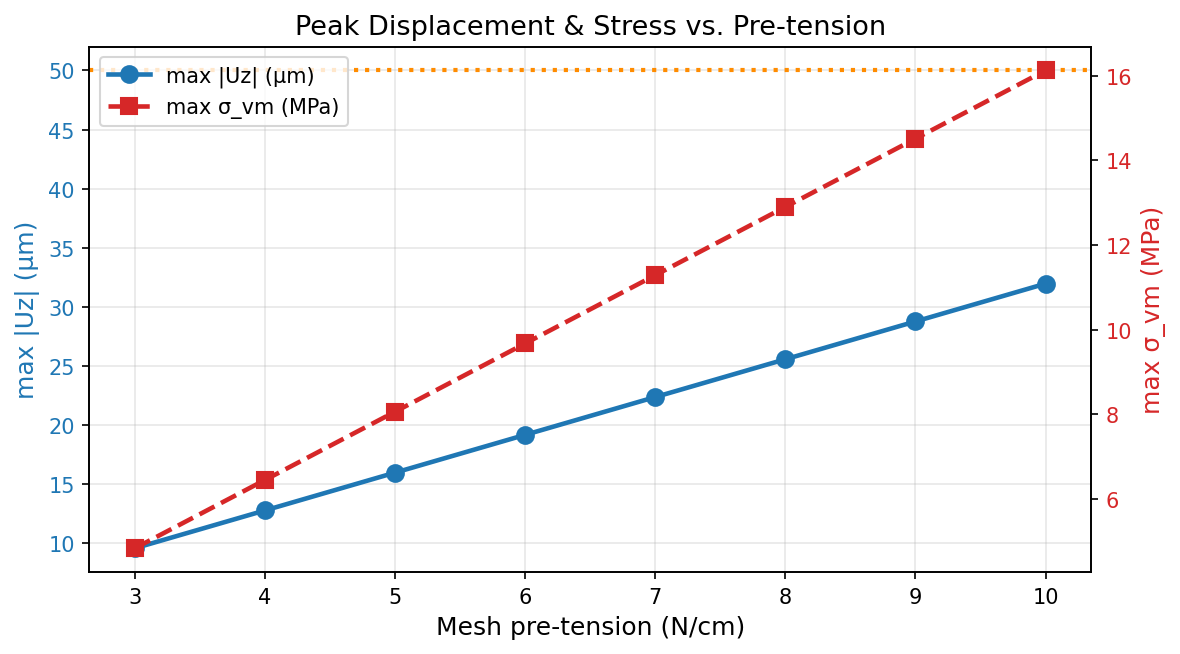 Peak Displacement & Stress vs. Pre-tension
max |Uz| (μm)
max σ_vm (MPa)
50
45
40
35
30
25
20
15
10
max |Uz| (μm)
16
14
12
10
8
6
max σ_vm (MPa)
3 4 5 6 7 8 9 10
Mesh pre-tension (N/cm)